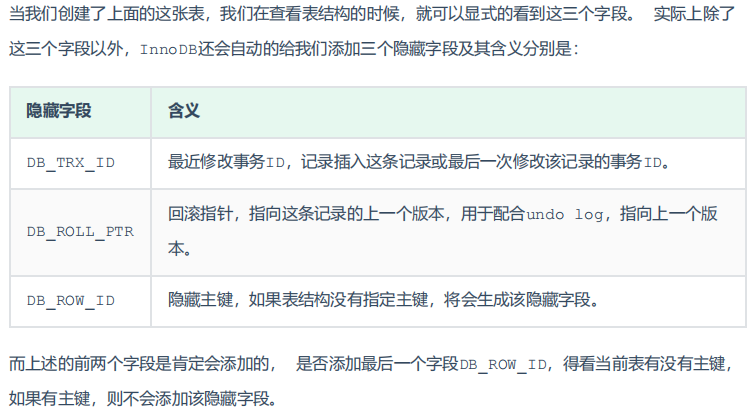 当我们创建了上面的这张表，我们在查看表结构的时候，就可以显式的看到这三个字段。 实际上除了
这三个字段以外，InnoDB还会自动的给我们添加三个隐藏字段及其含义分别是：
隐藏字段 含义
DB_TRX_ID 最近修改事务ID，记录插入这条记录或最后一次修改该记录的事务ID。
DB_ROLL_PTR 回滚指针，指向这条记录的上一个版本，用于配合undo log，指向上一个版
本。
DB_ROW_ID 隐藏主键，如果表结构没有指定主键，将会生成该隐藏字段。
而上述的前两个字段是肯定会添加的， 是否添加最后一个字段DB_ROW_ID，得看当前表有没有主键，
如果有主键，则不会添加该隐藏字段。